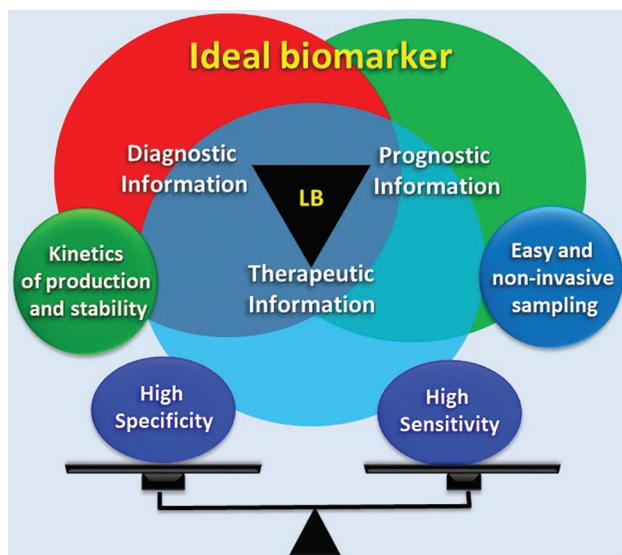 Ideal biomarker
Diagnostic
Information
Prognostic
Information
LB
Therapeutic
Information
Kinetics
of production
and stability
Easy and
non-invasive
sampling
High
Specificity
High
Sensitivity